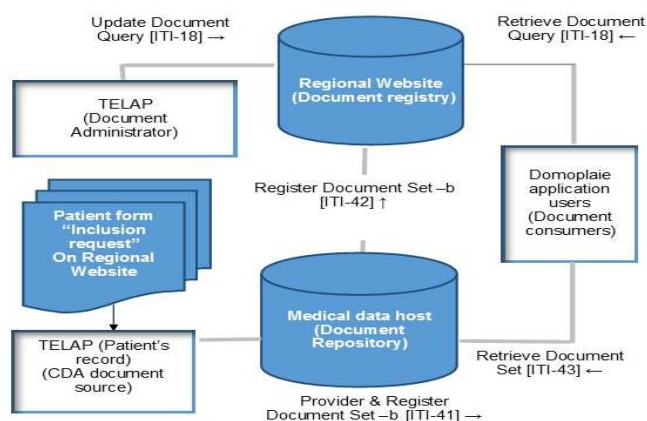 Update Document
Query [ITI-18] →
Retrieve Document
Query [ITI-18] ←
Regional Website
(Document registry)
TELAP
(Document
Administrator)
Register Document Set –b
[ITI-42] ↑
Domoplaie
application
users
(Document
consumers)
Patient form
“Inclusion
request”
On Regional
Website
Medical data host
(Document
Repository)
TELAP (Patient's
record)
(CDA document
source)
Retrieve Document
Set [ITI-43] ←
Provider & Register
Document Set –b [ITI-41] →